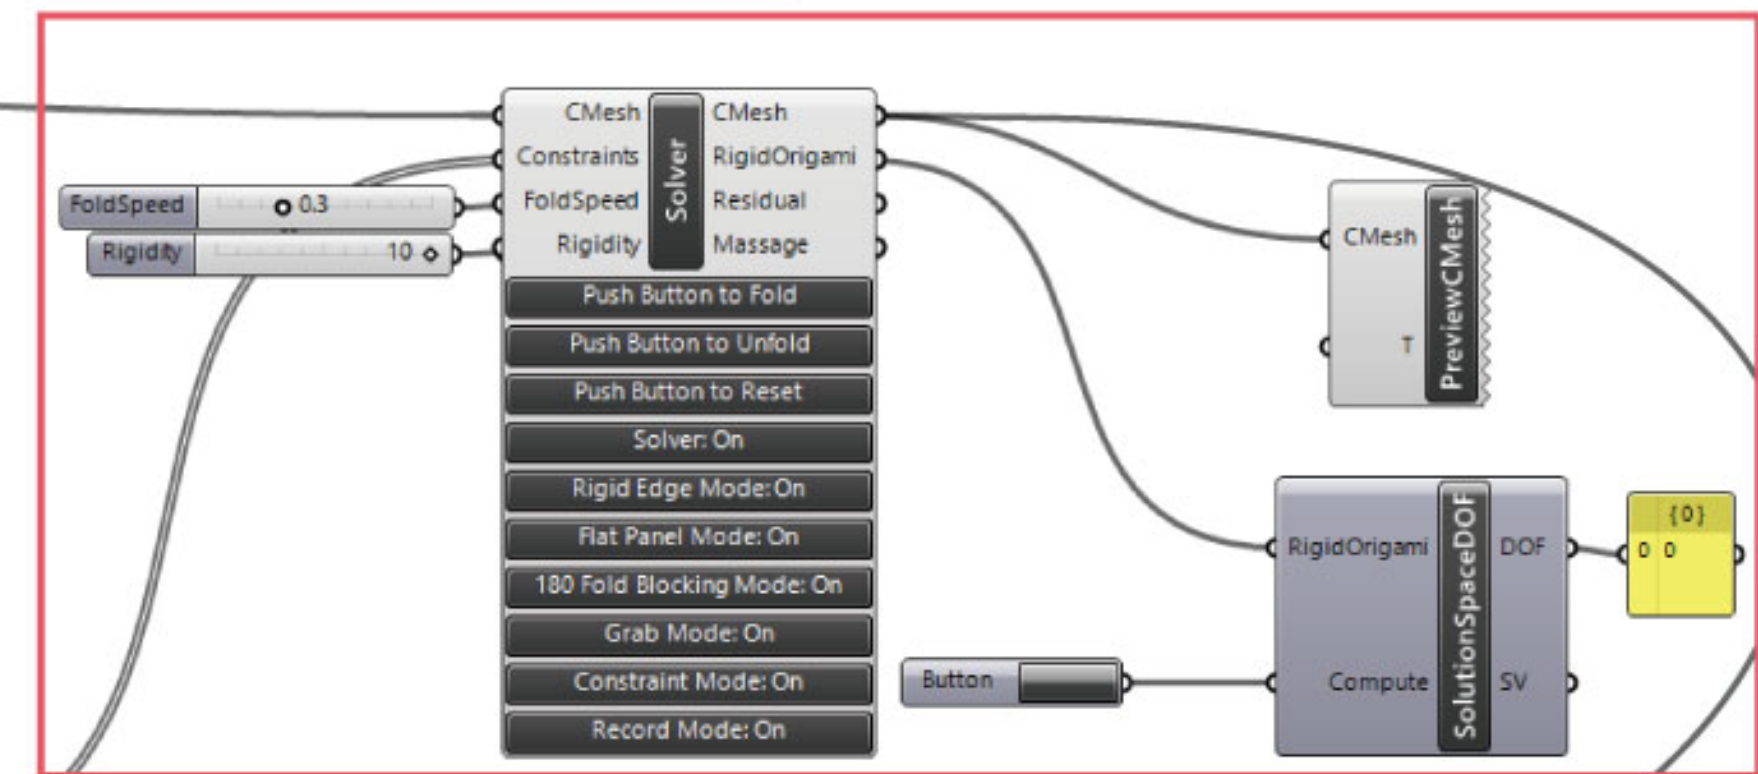 CMesh
Constraints
FoldSpeed
Rigidity
Solver
CMesh
RigidOrigami
Residual
Massage
FoldSpeed 0.3
Rigidity 10
Push Button to Fold
Push Button to Unfold
Push Button to Reset
Solver: On
Rigid Edge Mode: On
Flat Panel Mode: On
180 Fold Blocking Mode: On
Grab Mode: On
Constraint Mode: On
Record Mode: On
CMesh
T
PreviewCMesh
RigidOrigami
Compute
SolutionSpaceDOF
DOF
SV
{0}
0 0
Button